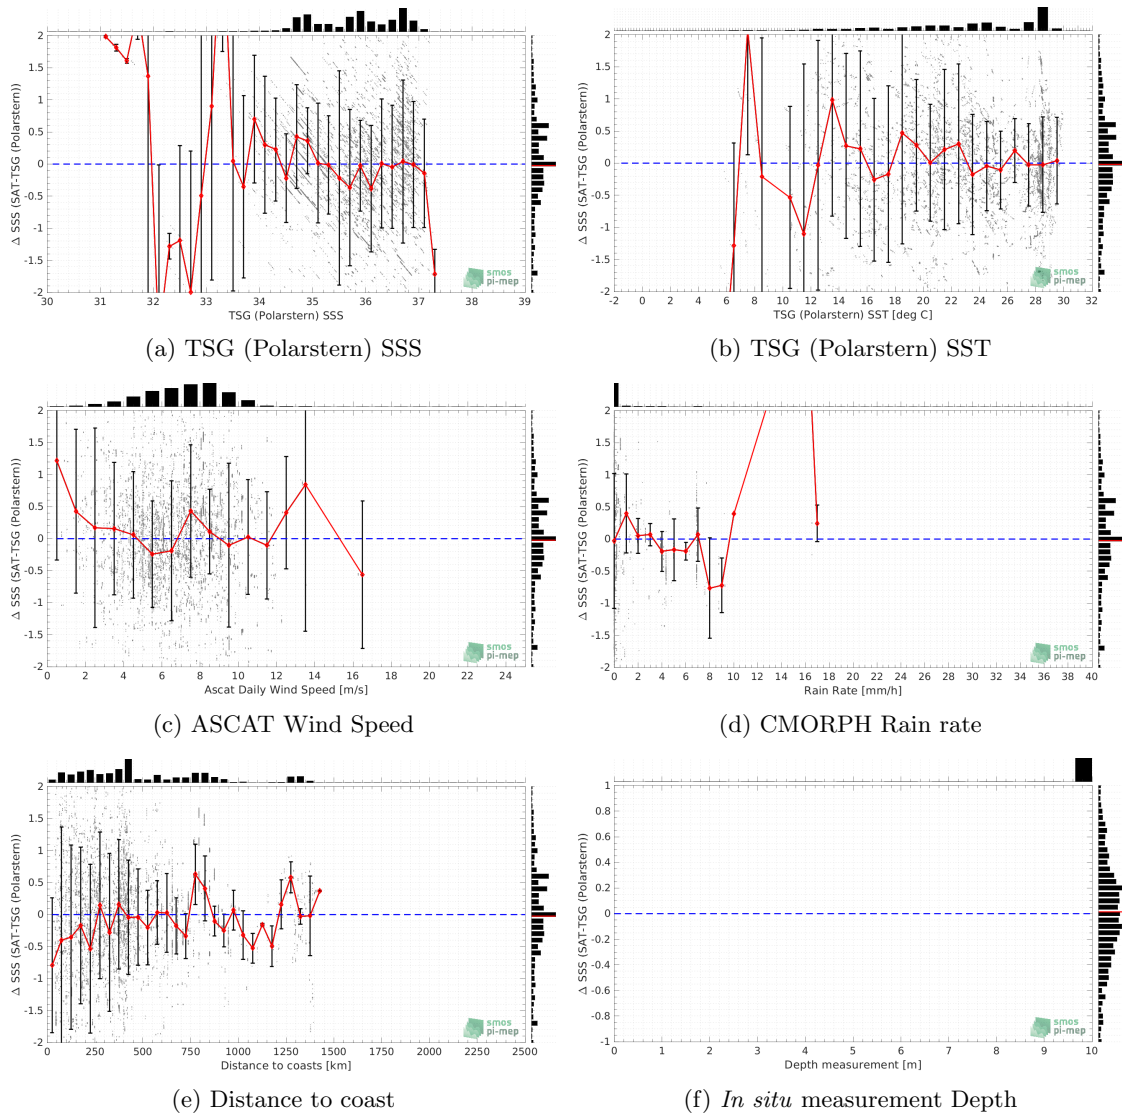 Δ SSS (SAT-TSG (Polarstern))
2
1.5
1
0.5
0
-0.5
-1
-1.5
-2
30 31 32 33 34 35 36 37 38 39
TSG (Polarstern) SSS
smos
pi-mep
(a) TSG (Polarstern) SSS
Δ SSS (SAT-TSG (Polarstern))
2
1.5
1
0.5
0
-0.5
-1
-1.5
-2
-2 0 2 4 6 8 10 12 14 16 18 20 22 24 26 28 30 32
TSG (Polarstern) SST [deg C]
smos
pi-mep
(b) TSG (Polarstern) SST
Δ SSS (SAT-TSG (Polarstern))
2
1.5
1
0.5
0
-0.5
-1
-1.5
-2
0 2 4 6 8 10 12 14 16 18 20 22 24
Ascat Daily Wind Speed [m/s]
smos
pi-mep
(c) ASCAT Wind Speed
Δ SSS (SAT-TSG (Polarstern))
2
1.5
1
0.5
0
-0.5
-1
-1.5
-2
0 2 4 6 8 10 12 14 16 18 20 22 24 26 28 30 32 34 36 38 40
Rain Rate [mm/h]
smos
pi-mep
(d) CMORPH Rain rate
Δ SSS (SAT-TSG (Polarstern))
2
1.5
1
0.5
0
-0.5
-1
-1.5
-2
0 250 500 750 1000 1250 1500 1750 2000 2250 2500
Distance to coasts [km]
smos
pi-mep
(e) Distance to coast
Δ SSS (SAT-TSG (Polarstern))
1
0.8
0.6
0.4
0.2
0
-0.2
-0.4
-0.6
-0.8
-1
0 1 2 3 4 5 6 7 8 9 10
Depth measurement [m]
smos
pi-mep
(f) In situ measurement Depth